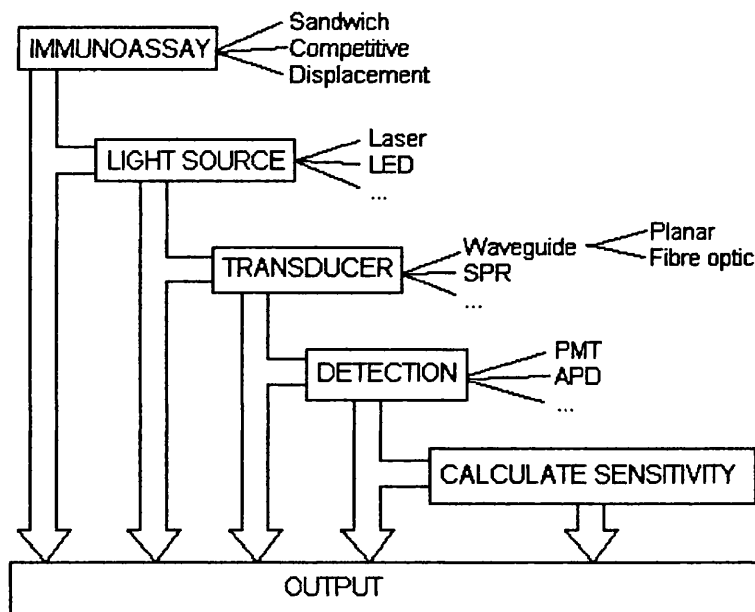 IMMUNOASSAY
Sandwich
Competitive
Displacement
LIGHT SOURCE
Laser
LED
...
TRANSDUCER
Waveguide
SPR
...
Planar
Fibre optic
DETECTION
PMT
APD
...
CALCULATE SENSITIVITY
OUTPUT